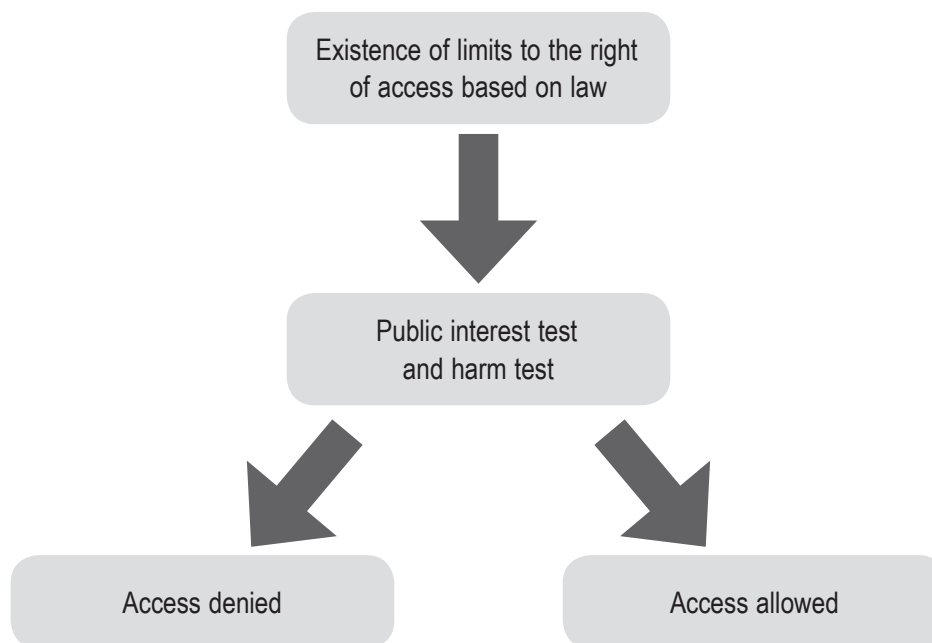 Existence of limits to the right
of access based on law
Public interest test
and harm test
Access denied
Access allowed